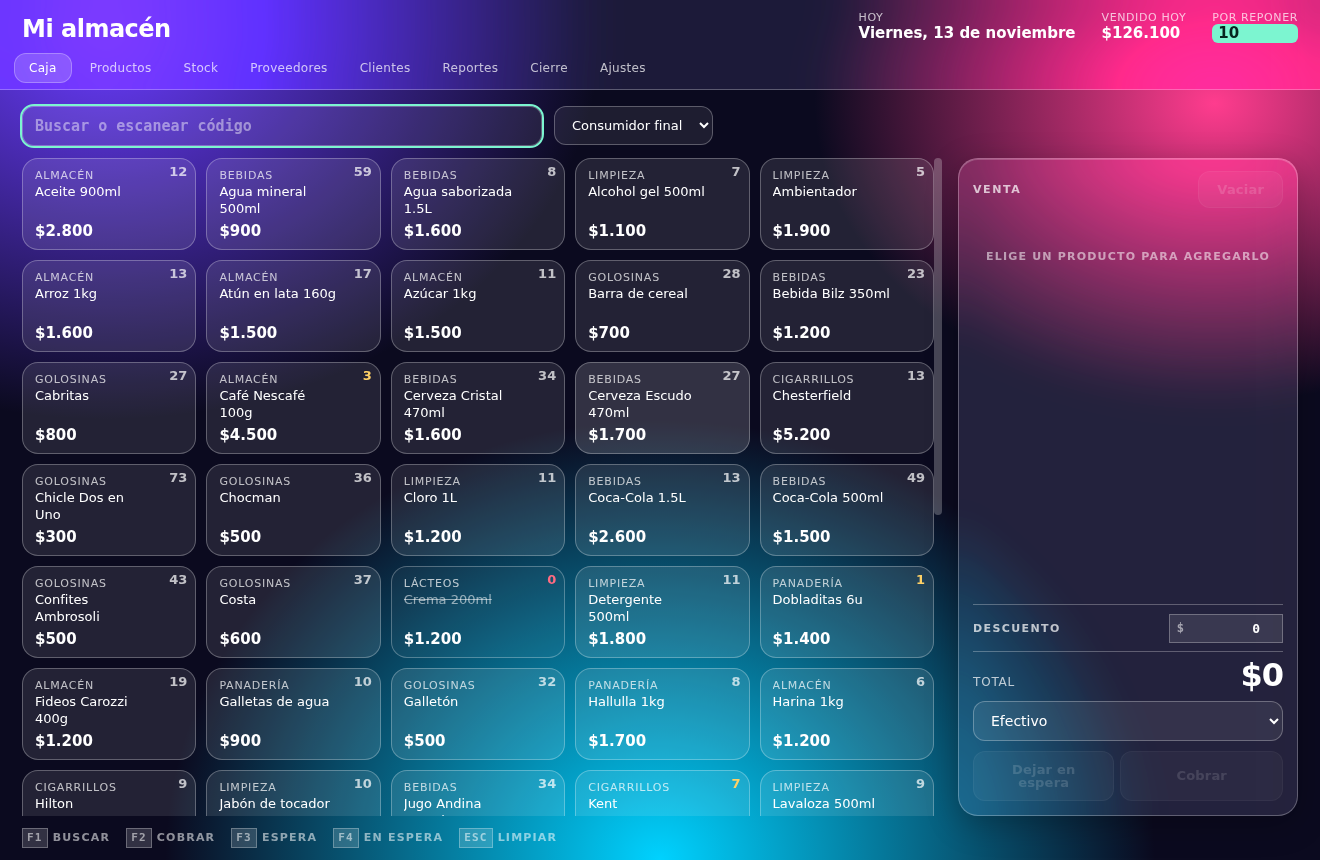 Mi almacén
HOY
Viernes, 13 de noviembre
VENDIDO HOY
$126.100
POR REPONER
10
Caja
Productos
Stock
Proveedores
Clientes
Reportes
Cierre
Ajustes
Buscar o escanear código
Consumidor final
ALMACÉN 12
Aceite 900ml
$2.800
BEBIDAS 59
Agua mineral
500ml
$900
BEBIDAS 8
Agua saborizada
1.5L
$1.600
LIMPIEZA 7
Alcohol gel 500ml
$1.100
LIMPIEZA 5
Ambientador
$1.900
ALMACÉN 13
Arroz 1kg
$1.600
ALMACÉN 17
Atún en lata 160g
$1.500
ALMACÉN 11
Azúcar 1kg
$1.500
GOLOSINAS 28
Barra de cereal
$700
BEBIDAS 23
Bebida Bilz 350ml
$1.200
GOLOSINAS 27
Cabritas
$800
ALMACÉN 3
Café Nescafé
100g
$4.500
BEBIDAS 34
Cerveza Cristal
470ml
$1.600
BEBIDAS 27
Cerveza Escudo
470ml
$1.700
CIGARRILLOS 13
Chesterfield
$5.200
GOLOSINAS 73
Chicle Dos en
Uno
$300
GOLOSINAS 36
Chocman
$500
LIMPIEZA 11
Cloro 1L
$1.200
BEBIDAS 13
Coca-Cola 1.5L
$2.600
BEBIDAS 49
Coca-Cola 500ml
$1.500
GOLOSINAS 43
Confites
Ambrosoli
$500
GOLOSINAS 37
Costa
$600
LÁCTEOS 0
Crema 200ml
$1.200
LIMPIEZA 11
Detergente
500ml
$1.800
PANADERÍA 1
Dobladitas 6u
$1.400
ALMACÉN 19
Fideos Carozzi
400g
$1.200
PANADERÍA 10
Galletas de agua
$900
GOLOSINAS 32
Galletón
$500
PANADERÍA 8
Hallulla 1kg
$1.700
ALMACÉN 6
Harina 1kg
$1.200
CIGARRILLOS 9
Hilton
LIMPIEZA 10
Jabón de tocador
BEBIDAS 34
Jugo Andina
CIGARRILLOS 7
Kent
LIMPIEZA 9
Lavaloza 500ml
VENTA
Vaciar
ELIGE UN PRODUCTO PARA AGREGARLO
DESCUENTO
$ 0
TOTAL
$0
Efectivo
Dejar en
espera
Cobrar
F1 BUSCAR F2 COBRAR F3 ESPERA F4 EN ESPERA ESC LIMPIAR